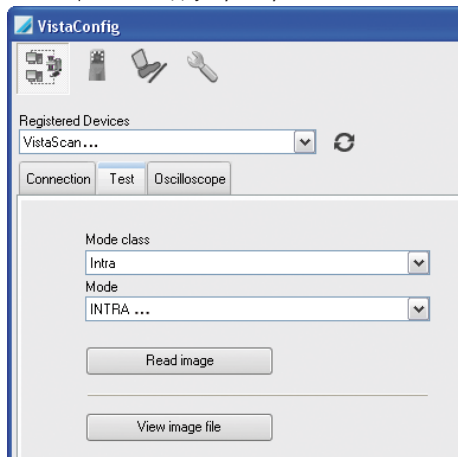 VistaConfig
Registered Devices
VistaScan...
Connection Test Oscilloscope
Mode class
Intra
Mode
INTRA ...
Read image
View image file